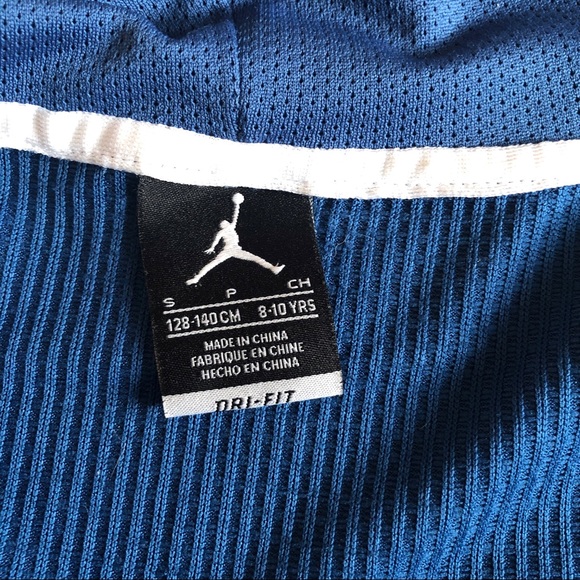 S P CH
128-140 CM 8-10 YRS
MADE IN CHINA
FABRIQUE EN CHINE
HECHO EN CHINA
DRI-FIT